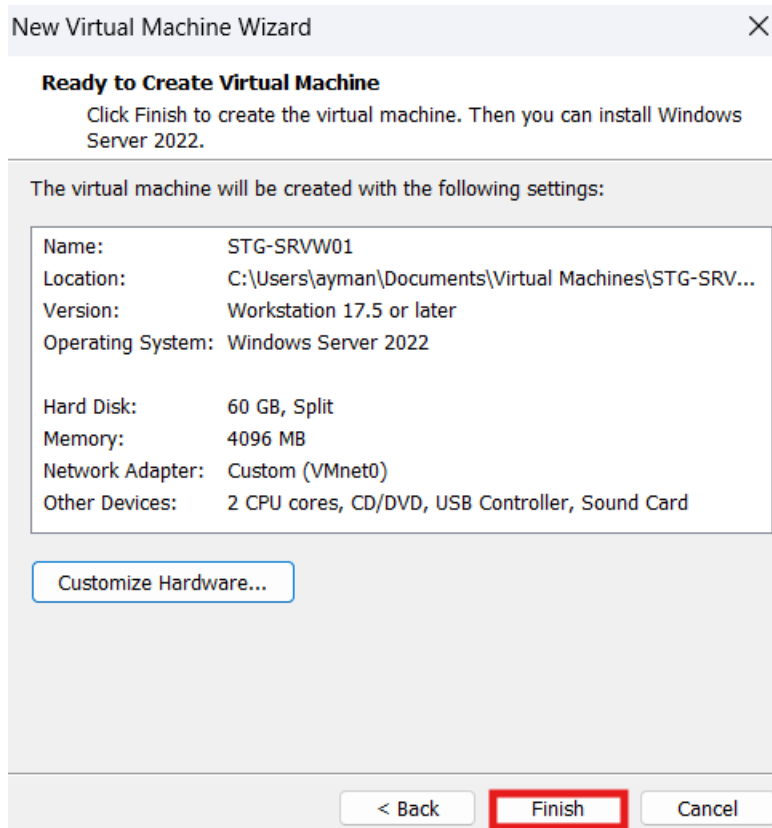 New Virtual Machine Wizard
Ready to Create Virtual Machine
Click Finish to create the virtual machine. Then you can install Windows
Server 2022.
The virtual machine will be created with the following settings:
Name: STG-SRVW01
Location: C:\Users\ayman\Documents\Virtual Machines\STG-SRV...
Version: Workstation 17.5 or later
Operating System: Windows Server 2022
Hard Disk: 60 GB, Split
Memory: 4096 MB
Network Adapter: Custom (VMnet0)
Other Devices: 2 CPU cores, CD/DVD, USB Controller, Sound Card
Customize Hardware...
< Back Finish Cancel